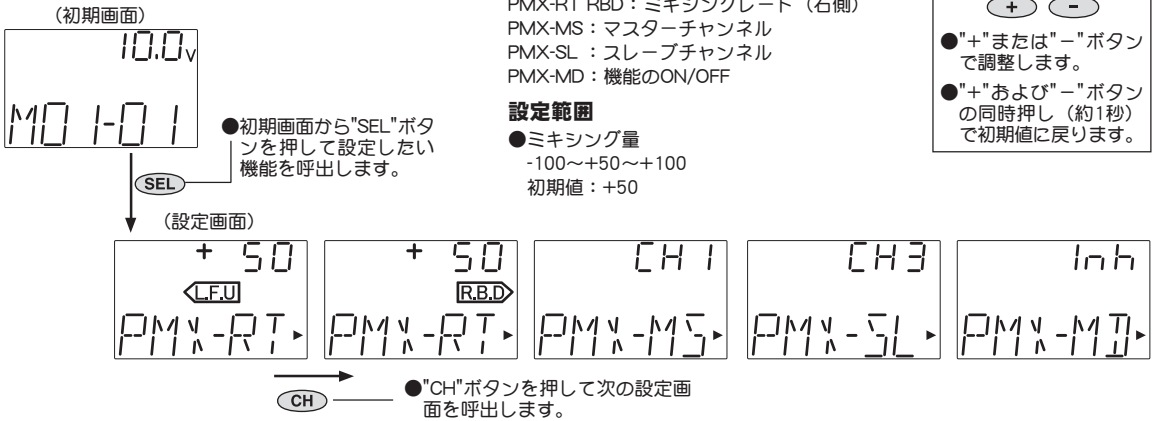 （初期画面）
10.0v
M01-01
●初期画面から"SEL"ボタ
ンを押して設定したい
機能を呼出します。
SEL
PMX-RT RBD：ミキシングレート（右側）
PMX-MS：マスターチャンネル
PMX-SL：スレーブチャンネル
PMX-MD：機能のON/OFF
設定範囲
●ミキシング量
-100～+50～+100
初期値：+50
+ -
●"+"または"－"ボタン
で調整します。
●"+"および"－"ボタン
の同時押し（約1秒）
で初期値に戻ります。
（設定画面）
+ 50
L.F.U
PMX-RT
+ 50
R.B.D
PMX-RT
CH1
PMX-MS
CH3
PMX-SL
Inh
PMX-MD
CH
●"CH"ボタンを押して次の設定画
面を呼出します。